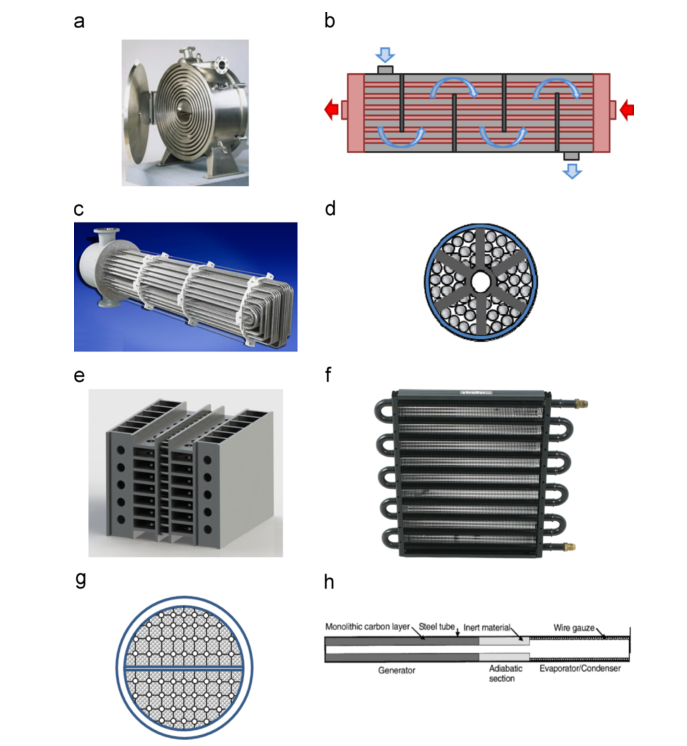 a
b
c
d
e
f
g
h
Monolithic carbon layer
Steel tube
Inert material
Wire gauze
Generator
Adiabatic
section
Evaporator/Condenser